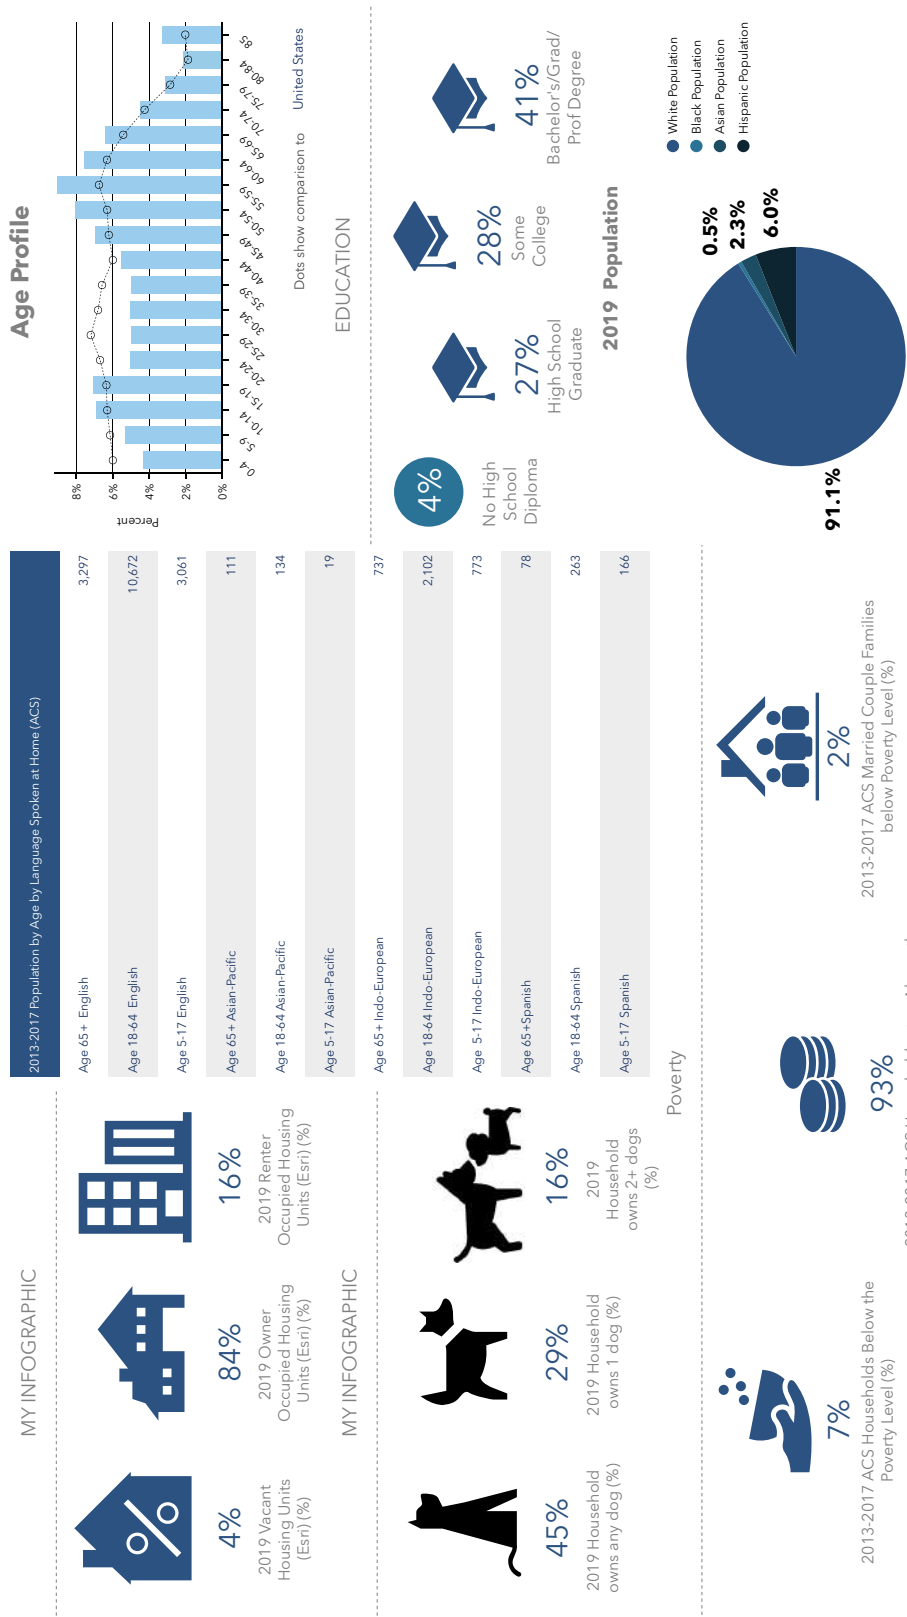 MY INFOGRAPHIC
4%
2019 Vacant
Housing Units
(Esri) (%)
84%
2019 Owner
Occupied Housing
Units (Esri) (%)
16%
2019 Renter
Occupied Housing
Units (Esri) (%)
MY INFOGRAPHIC
45%
2019 Household
owns any dog (%)
29%
2019 Household
owns 1 dog (%)
16%
2019
Household
owns 2+ dogs
(%)
2013-2017 Population by Age by Language Spoken at Home (ACS)
Age 65+ English 3,297
Age 18-64 English 10,672
Age 5-17 English 3,061
Age 65+ Asian-Pacific 111
Age 18-64 Asian-Pacific 134
Age 5-17 Asian-Pacific 19
Age 65+ Indo-European 737
Age 18-64 Indo-European 2,102
Age 5-17 Indo-European 773
Age 65+Spanish 78
Age 18-64 Spanish 263
Age 5-17 Spanish 166
Age Profile
Percent
8%
6%
4%
2%
0%
0-4 5-9 10-14 15-19 20-24 25-29 30-34 35-39 40-44 45-49 50-54 55-59 60-64 65-69 70-74 75-79 80-84 85
Dots show comparison to United States
EDUCATION
4%
No High
School
Diploma
27%
High School
Graduate
28%
Some
College
41%
Bachelor's/Grad/
Prof Degree
2019 Population
91.1%
0.5%
2.3%
6.0%
White Population
Black Population
Asian Population
Hispanic Population
Poverty
7%
2013-2017 ACS Households Below the
Poverty Level (%)
93%
2%
2013-2017 ACS Married Couple Families
below Poverty Level (%)